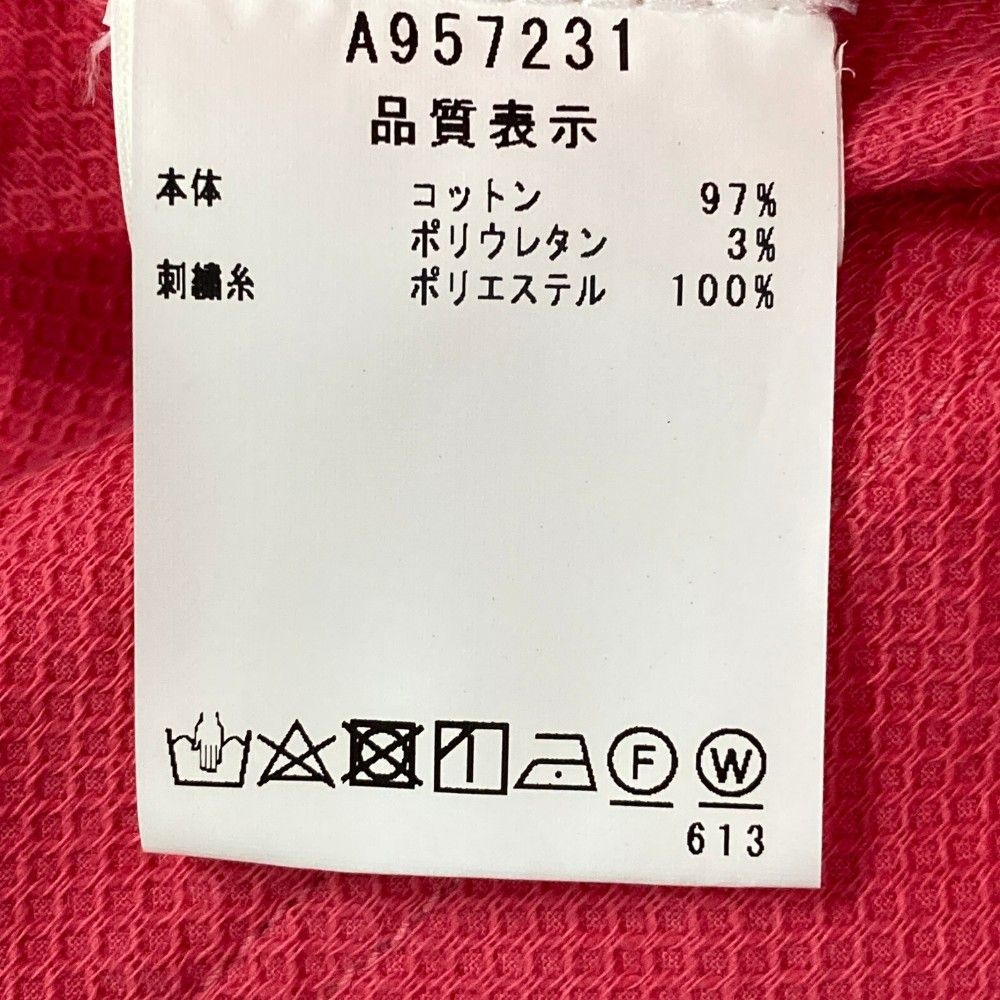 A957231
品質表示
本体 コットン 97%
ポリウレタン 3%
刺繍糸 ポリエステル 100%
F W
613